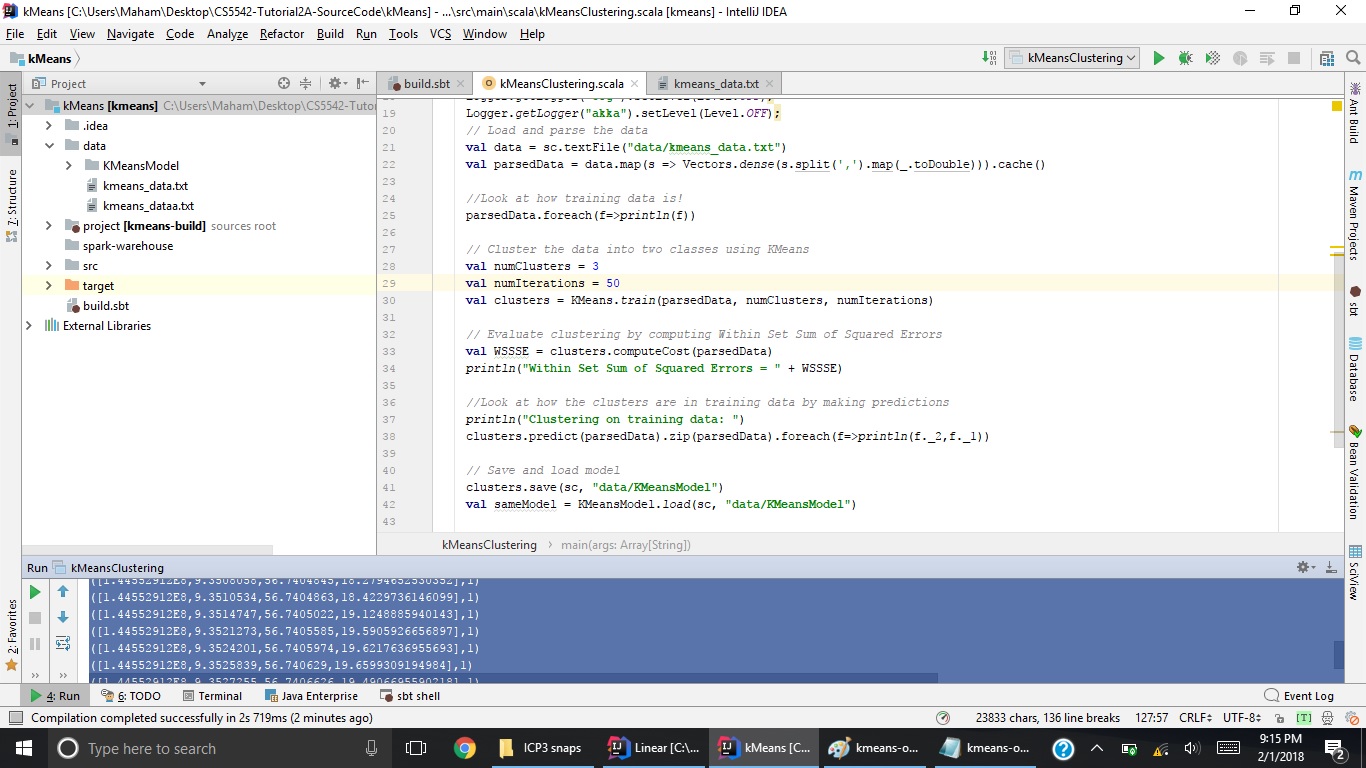 kMeans [C:\Users\Maham\Desktop\CS5542-Tutorial2A-SourceCode\kMeans] - ...\src\main\scala\kMeansClustering.scala [kmeans] - IntelliJ IDEA
File Edit View Navigate Code Analyze Refactor Build Run Tools VCS Window Help
kMeans
kMeansClustering
Project
build.sbt
kMeansClustering.scala
kmeans_data.txt
1: Project
7: Structure
2: Favorites
kMeans [kmeans] C:\Users\Maham\Desktop\CS5542-Tutor
.idea
data
KMeansModel
kmeans_data.txt
kmeans_dataa.txt
project [kmeans-build] sources root
spark-warehouse
src
target
build.sbt
External Libraries
19 Logger.getLogger("akka").setLevel(Level.OFF);
20 // Load and parse the data
21 val data = sc.textFile("data/kmeans_data.txt")
22 val parsedData = data.map(s => Vectors.dense(s.split(',').map(_.toDouble))).cache()
23
24 //Look at how training data is!
25 parsedData.foreach(f=>println(f))
26
27 // Cluster the data into two classes using KMeans
28 val numClusters = 3
29 val numIterations = 50
30 val clusters = KMeans.train(parsedData, numClusters, numIterations)
31
32 // Evaluate clustering by computing Within Set Sum of Squared Errors
33 val WSSSE = clusters.computeCost(parsedData)
34 println("Within Set Sum of Squared Errors = " + WSSSE)
35
36 //Look at how the clusters are in training data by making predictions
37 println("Clustering on training data: ")
38 clusters.predict(parsedData).zip(parsedData).foreach(f=>println(f._2,f._1))
39
40 // Save and load model
41 clusters.save(sc, "data/KMeansModel")
42 val sameModel = KMeansModel.load(sc, "data/KMeansModel")
43
kMeansClustering
main(args: Array[String])
Ant Build
Maven Projects
sbt
Database
Bean Validation
SciView
Run kMeansClustering
([1.44552912E8,9.3508058,56.7404845,18.2794652530352],1)
([1.44552912E8,9.3510534,56.7404863,18.4229736146099],1)
([1.44552912E8,9.3514747,56.7405022,19.1248885940143],1)
([1.44552912E8,9.3521273,56.7405585,19.5905926656897],1)
([1.44552912E8,9.3524201,56.7405974,19.6217636955693],1)
([1.44552912E8,9.3525839,56.740629,19.6599309194984],1)
4: Run
6: TODO
Terminal
Java Enterprise
sbt shell
Event Log
Compilation completed successfully in 2s 719ms (2 minutes ago)
23833 chars, 136 line breaks 127:57 CRLF UTF-8 [T]
Type here to search
ICP3 snaps
Linear [C:\...
kMeans [C...
kmeans-o...
kmeans-o...
9:15 PM
2/1/2018
2